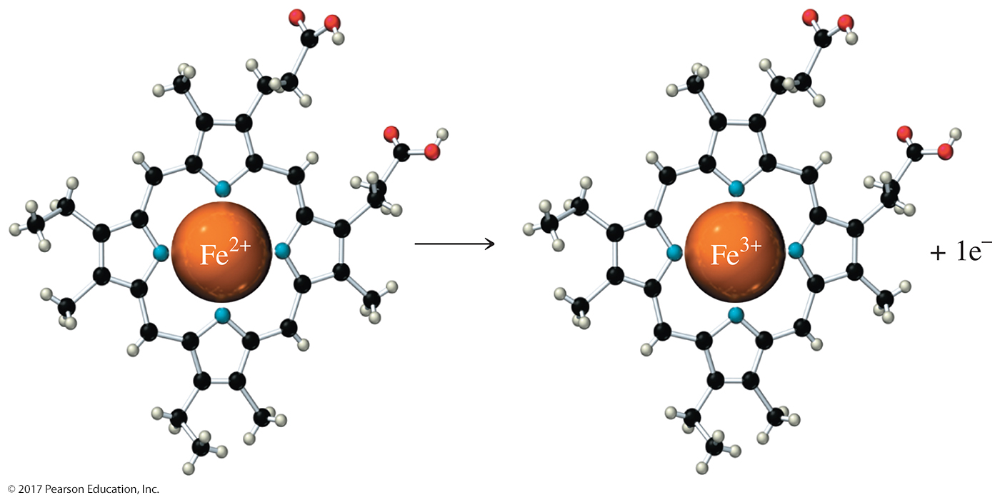 Fe²⁺
Fe³⁺
+ 1e⁻
© 2017 Pearson Education, Inc.